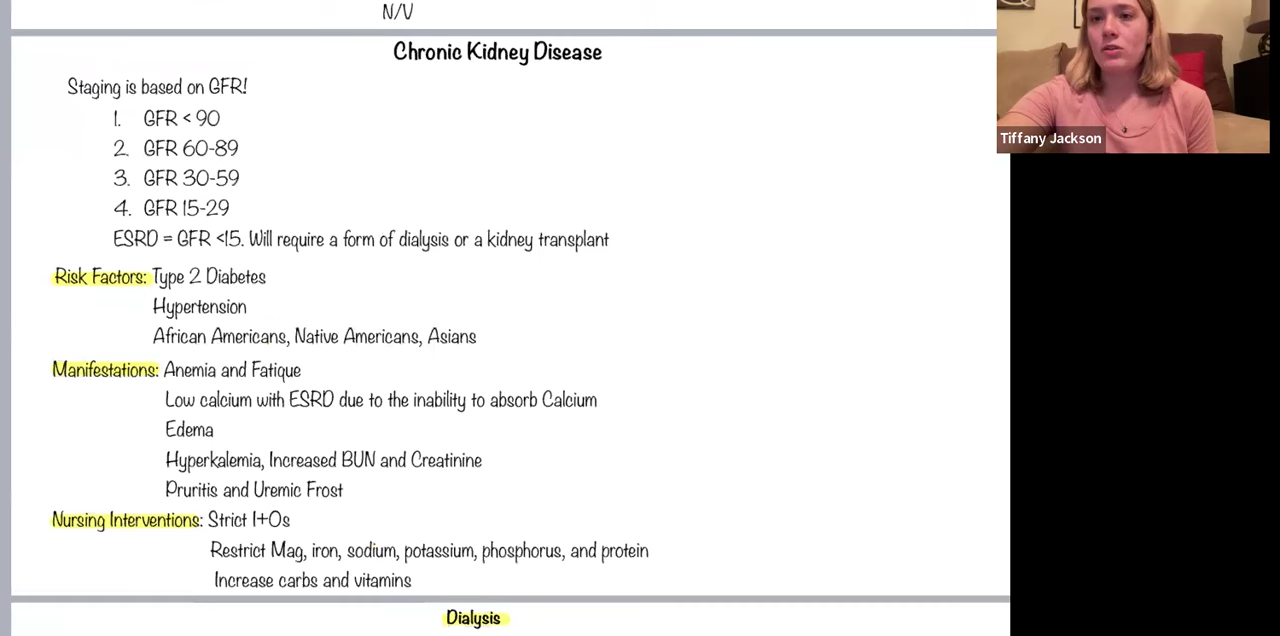 N/V
Chronic Kidney Disease
Staging is based on GFR!
1. GFR < 90
2. GFR 60-89
3. GFR 30-59
4. GFR 15-29
ESRD = GFR <15. Will require a form of dialysis or a kidney transplant
Risk Factors: Type 2 Diabetes
Hypertension
African Americans, Native Americans, Asians
Manifestations: Anemia and Fatique
Low calcium with ESRD due to the inability to absorb Calcium
Edema
Hyperkalemia, Increased BUN and Creatinine
Pruritis and Uremic Frost
Nursing Interventions: Strict I+Os
Restrict Mag, iron, sodium, potassium, phosphorus, and protein
Increase carbs and vitamins
Dialysis
Tiffany Jackson